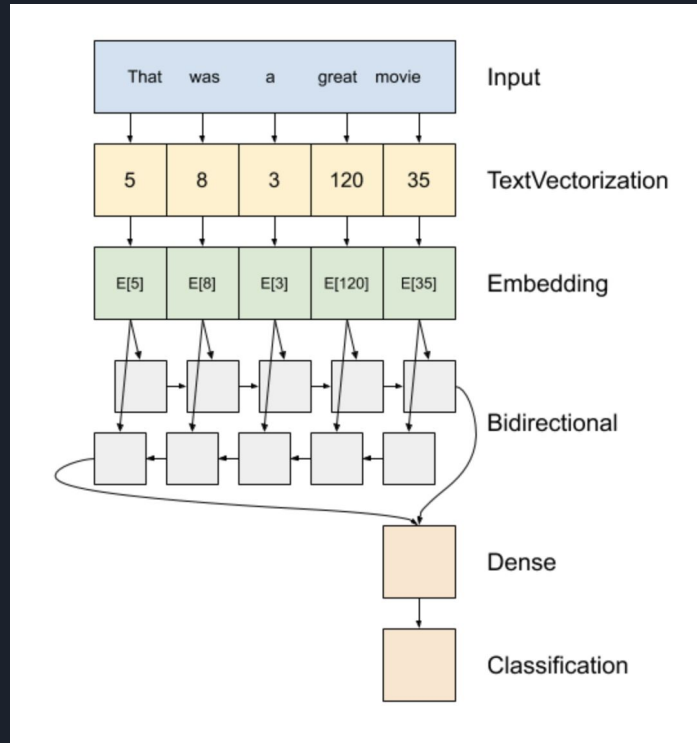 That was a great movie Input
5 8 3 120 35 TextVectorization
E[5] E[8] E[3] E[120] E[35] Embedding
Bidirectional
Dense
Classification